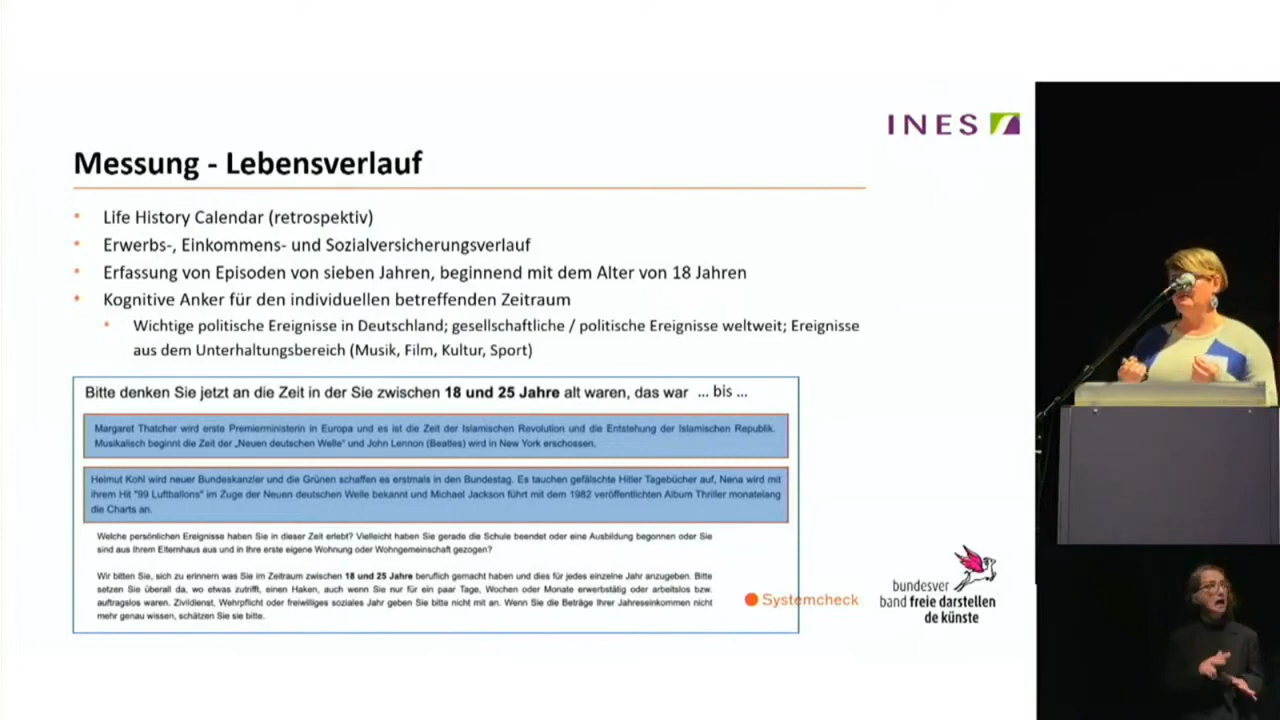 INES
Messung - Lebensverlauf
• Life History Calendar (retrospektiv)
• Erwerbs-, Einkommens- und Sozialversicherungsverlauf
• Erfassung von Episoden von sieben Jahren, beginnend mit dem Alter von 18 Jahren
• Kognitive Anker für den individuellen betreffenden Zeitraum
• Wichtige politische Ereignisse in Deutschland; gesellschaftliche / politische Ereignisse weltweit; Ereignisse
aus dem Unterhaltungsbereich (Musik, Film, Kultur, Sport)
Bitte denken Sie jetzt an die Zeit in der Sie zwischen 18 und 25 Jahre alt waren, das war ... bis ...
Margaret Thatcher wird erste Premierministerin in Europa und es ist die Zeit der Islamischen Revolution und die Entstehung der Islamischen Republik.
Musikalisch beginnt die Zeit der „Neuen deutschen Welle" und John Lennon (Beatles) wird in New York erschossen.
Helmut Kohl wird neuer Bundeskanzler und die Grünen schaffen es erstmals in den Bundestag. Es tauchen gefälschte Hitler Tagebücher auf, Nena wird mit
ihrem Hit "99 Luftballons" im Zuge der Neuen deutschen Welle bekannt und Michael Jackson führt mit dem 1982 veröffentlichten Album Thriller monatelang
die Charts an.
Welche persönlichen Ereignisse haben Sie in dieser Zeit erlebt? Vielleicht haben Sie gerade die Schule beendet oder eine Ausbildung begonnen oder Sie
sind aus Ihrem Elternhaus aus und in Ihre erste eigene Wohnung oder Wohngemeinschaft gezogen?
Wir bitten Sie, sich zu erinnern was Sie im Zeitraum zwischen 18 und 25 Jahre beruflich gemacht haben und dies für jedes einzelne Jahr anzugeben. Bitte
setzen Sie überall da, wo etwas zutrifft, einen Haken, auch wenn Sie nur für ein paar Tage, Wochen oder Monate erwerbstätig oder arbeitslos bzw.
auftragslos waren. Zivildienst, Wehrpflicht oder freiwilliges soziales Jahr geben Sie bitte nicht mit an. Wenn Sie die Beträge Ihrer Jahreseinkommen nicht
mehr genau wissen, schätzen Sie sie bitte.
Systemcheck
bundesver
band freie darstellen
de künste